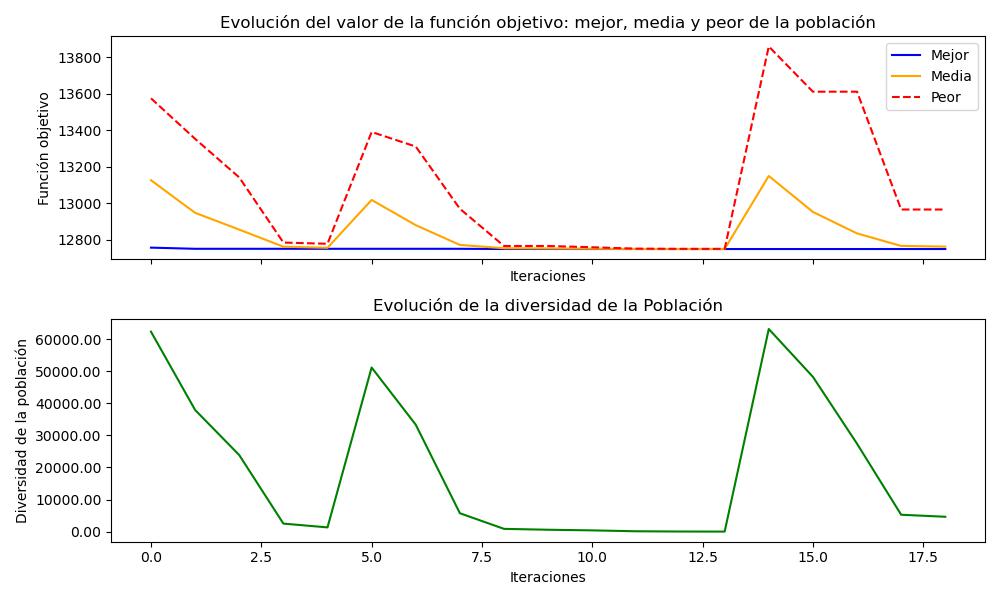 Evolución del valor de la función objetivo: mejor, media y peor de la población
Función objetivo
13800
13600
13400
13200
13000
12800
Mejor
Media
Peor
Iteraciones
Evolución de la diversidad de la Población
Diversidad de la población
60000.00
50000.00
40000.00
30000.00
20000.00
10000.00
0.00
0.0 2.5 5.0 7.5 10.0 12.5 15.0 17.5
Iteraciones